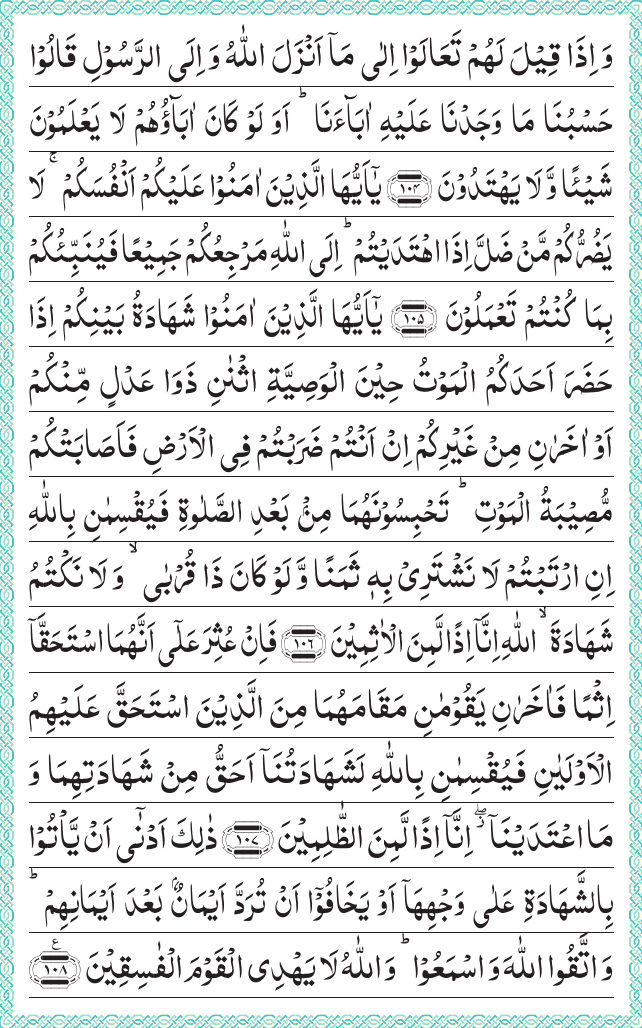 وَ اِذَا قِیْلَ لَهُمْ تَعَالَوْا اِلٰی مَاۤ اَنْزَلَ اللّٰهُ وَ اِلَی الرَّسُوْلِ قَالُوْا
حَسْبُنَا مَا وَجَدْنَا عَلَیْهِ اٰبَآءَنَا ؕ اَوَ لَوْ كَانَ اٰبَآؤُهُمْ لَا یَعْلَمُوْنَ
شَیْـًٔا وَّ لَا یَهْتَدُوْنَ ﴿۱۰۴﴾ یٰۤاَیُّهَا الَّذِیْنَ اٰمَنُوْا عَلَیْكُمْ اَنْفُسَكُمْ ۚ لَا
یَضُرُّكُمْ مَّنْ ضَلَّ اِذَا اهْتَدَیْتُمْ ؕ اِلَی اللّٰهِ مَرْجِعُكُمْ جَمِیْعًا فَیُنَبِّئُكُمْ
بِمَا كُنْتُمْ تَعْمَلُوْنَ ﴿۱۰۵﴾ یٰۤاَیُّهَا الَّذِیْنَ اٰمَنُوْا شَهَادَةُ بَیْنِكُمْ اِذَا
حَضَرَ اَحَدَكُمُ الْمَوْتُ حِیْنَ الْوَصِیَّةِ اثْنٰنِ ذَوَا عَدْلٍ مِّنْكُمْ
اَوْ اٰخَرٰنِ مِنْ غَیْرِكُمْ اِنْ اَنْتُمْ ضَرَبْتُمْ فِی الْاَرْضِ فَاَصَابَتْكُمْ
مُّصِیْبَةُ الْمَوْتِ ؕ تَحْبِسُوْنَهُمَا مِنْۢ بَعْدِ الصَّلٰوةِ فَیُقْسِمٰنِ بِاللّٰهِ
اِنِ ارْتَبْتُمْ لَا نَشْتَرِیْ بِهٖ ثَمَنًا وَّ لَوْ كَانَ ذَا قُرْبٰی ۙ وَ لَا نَكْتُمُ
شَهَادَةَ ۙ اللّٰهِ اِنَّاۤ اِذًا لَّمِنَ الْاٰثِمِیْنَ ﴿۱۰۶﴾ فَاِنْ عُثِرَ عَلٰۤی اَنَّهُمَا اسْتَحَقَّاۤ
اِثْمًا فَاٰخَرٰنِ یَقُوْمٰنِ مَقَامَهُمَا مِنَ الَّذِیْنَ اسْتَحَقَّ عَلَیْهِمُ
الْاَوْلَیٰنِ فَیُقْسِمٰنِ بِاللّٰهِ لَشَهَادَتُنَاۤ اَحَقُّ مِنْ شَهَادَتِهِمَا وَ
مَا اعْتَدَیْنَاۤ ۖؗ اِنَّاۤ اِذًا لَّمِنَ الظّٰلِمِیْنَ ﴿۱۰۷﴾ ذٰلِكَ اَدْنٰۤی اَنْ یَّاْتُوْا
بِالشَّهَادَةِ عَلٰی وَجْهِهَاۤ اَوْ یَخَافُوْۤا اَنْ تُرَدَّ اَیْمَانٌۢ بَعْدَ اَیْمَانِهِمْ ؕ
وَ اتَّقُوا اللّٰهَ وَ اسْمَعُوْا ؕ وَ اللّٰهُ لَا یَهْدِی الْقَوْمَ الْفٰسِقِیْنَ ﴿۱۰۸﴾ ع